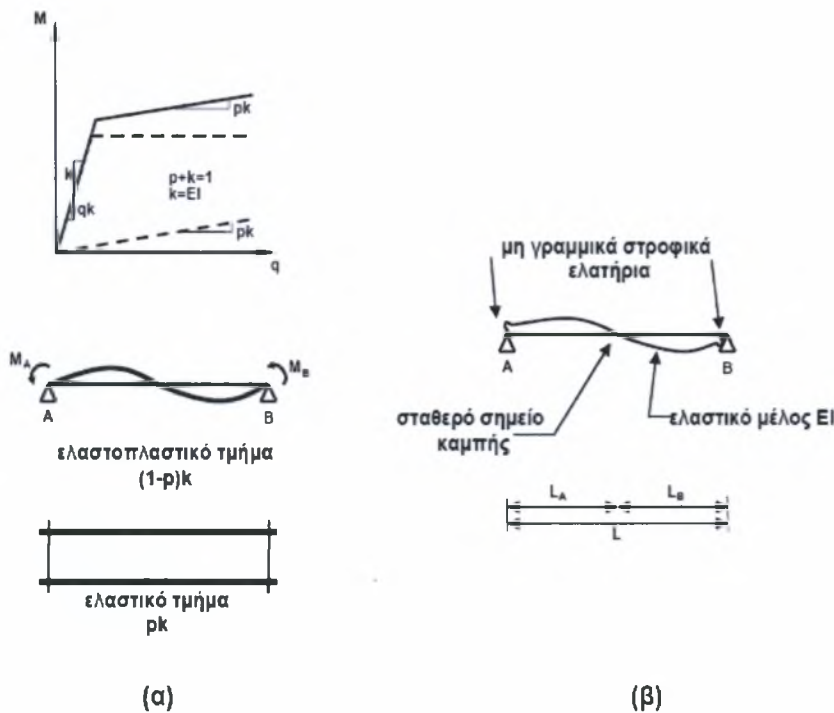 M
pk
k
p+k=1
k=EI
qk
pk
q
M_A
M_B
A
B
ελαστοπλαστικό τμήμα
(1-p)k
ελαστικό τμήμα
pk
(α)
μη γραμμικά στροφικά
ελατήρια
A
B
σταθερό σημείο
καμπής
ελαστικό μέλος EI
L_A
L_B
L
(β)